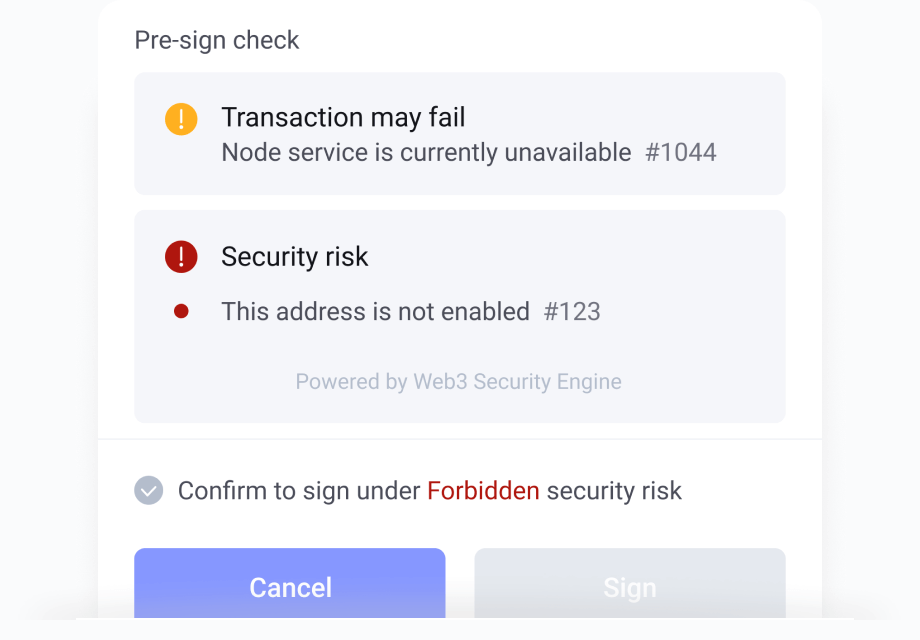 Pre-sign check
Transaction may fail
Node service is currently unavailable #1044
Security risk
This address is not enabled #123
Powered by Web3 Security Engine
Confirm to sign under Forbidden security risk
Cancel
Sign